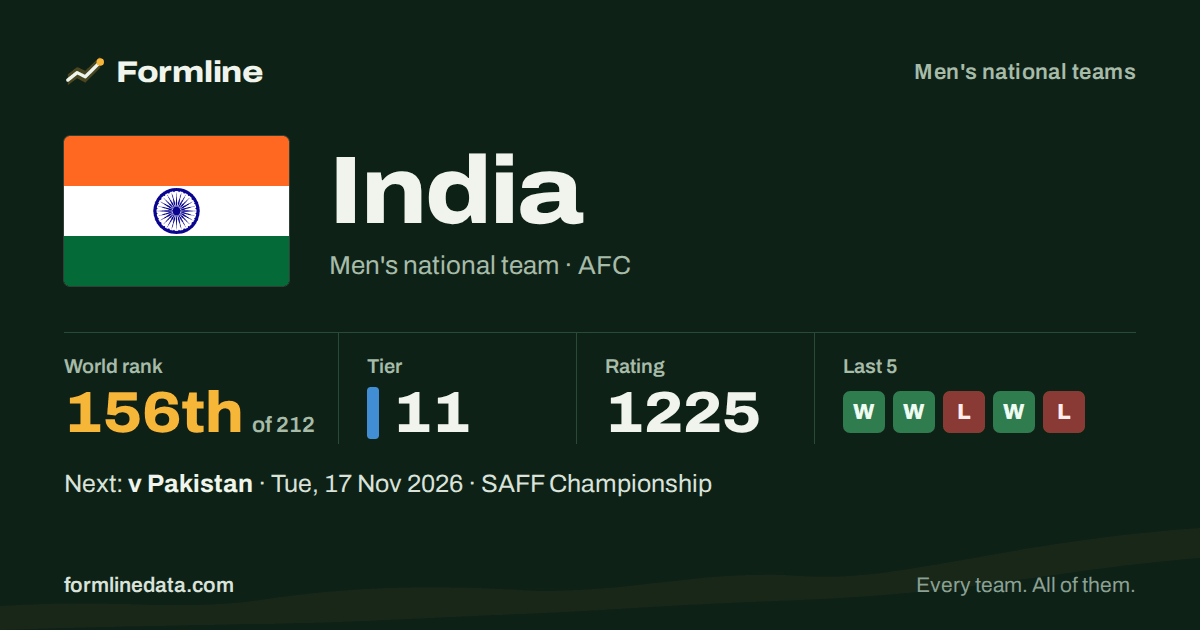 Formline
Men's national teams
India
Men's national team · AFC
World rank
156th of 212
Tier
11
Rating
1225
Last 5
W W L W L
Next: v Pakistan · Tue, 17 Nov 2026 · SAFF Championship
formlinedata.com
Every team. All of them.